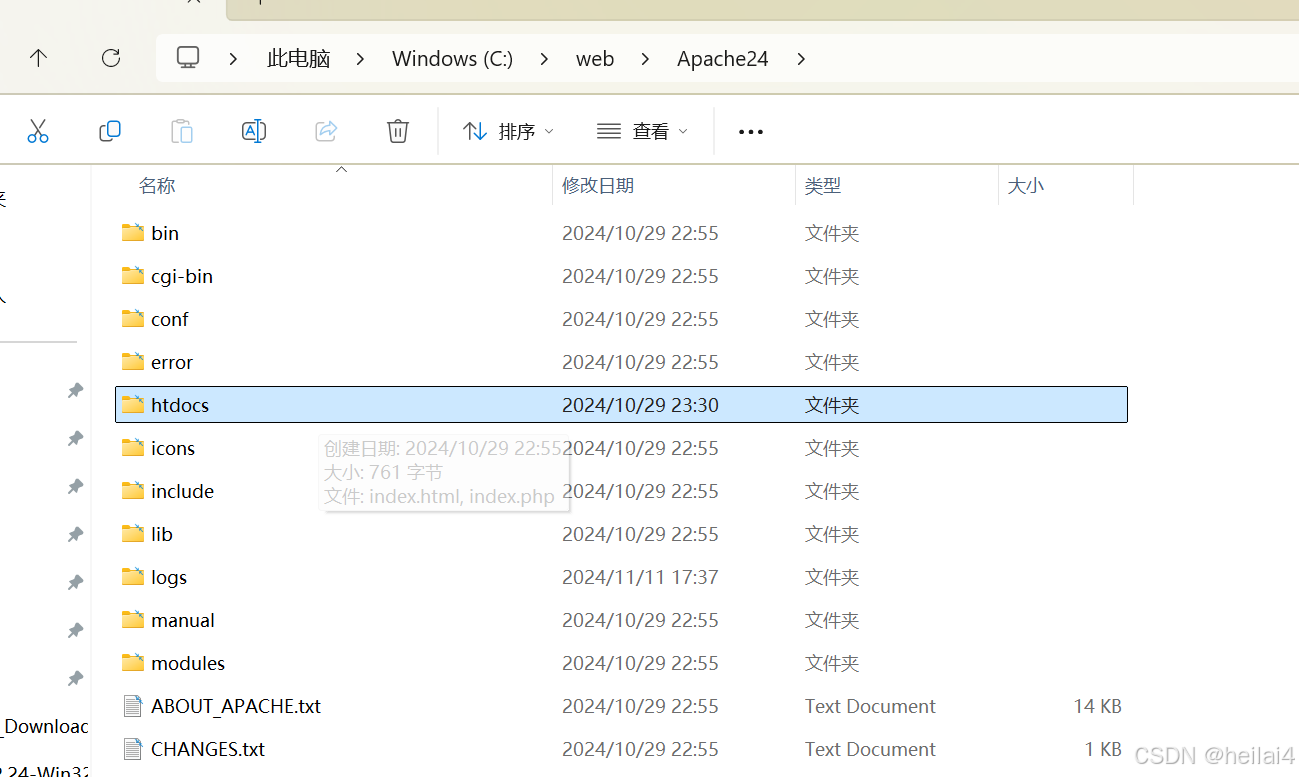 此电脑 Windows (C:) web Apache24
排序 查看
名称 修改日期 类型 大小
bin 2024/10/29 22:55 文件夹
cgi-bin 2024/10/29 22:55 文件夹
conf 2024/10/29 22:55 文件夹
error 2024/10/29 22:55 文件夹
htdocs 2024/10/29 23:30 文件夹
icons 2024/10/29 22:55 文件夹
创建日期: 2024/10/29 22:55
大小: 761 字节
文件: index.html, index.php
include 2024/10/29 22:55 文件夹
lib 2024/10/29 22:55 文件夹
logs 2024/11/11 17:37 文件夹
manual 2024/10/29 22:55 文件夹
modules 2024/10/29 22:55 文件夹
ABOUT_APACHE.txt 2024/10/29 22:55 Text Document 14 KB
_Downloac
CHANGES.txt 2024/10/29 22:55 Text Document 1 KB
CSDN @heilai4